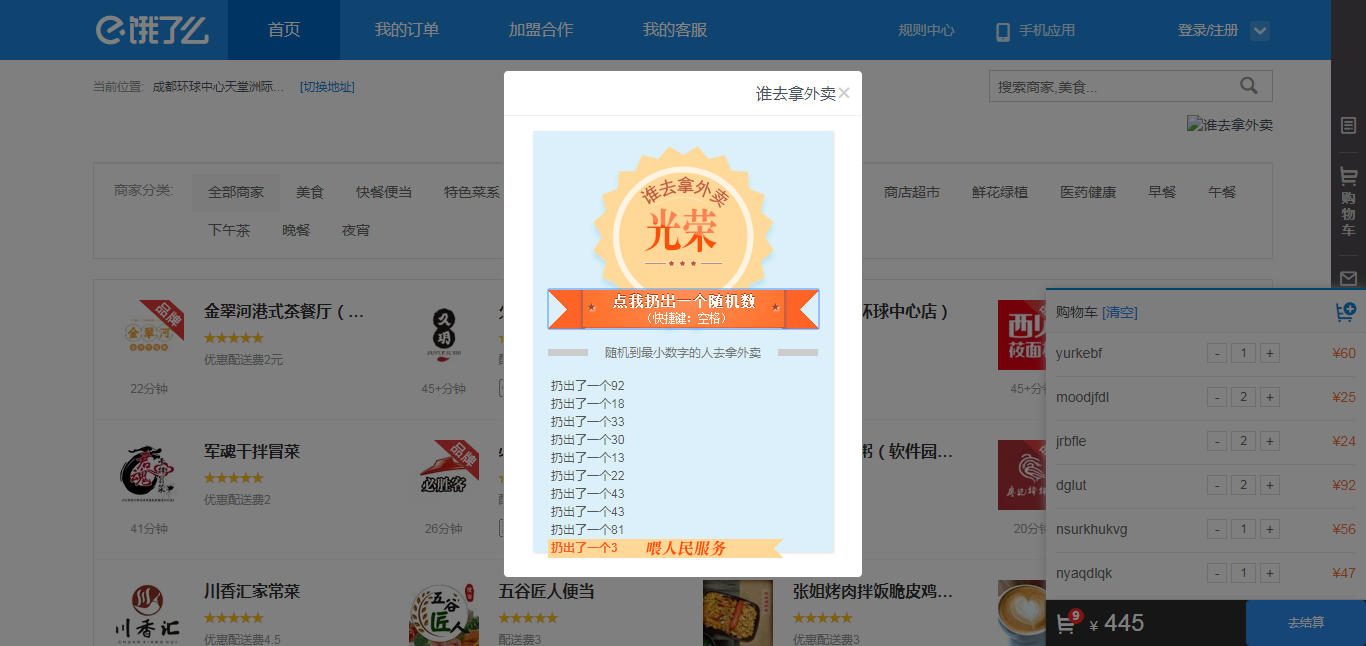 饿了么 首页 我的订单 加盟合作 我的客服 规则中心 手机应用 登录/注册
当前位置: 成都环球中心天堂洲际... [切换地址] 搜索商家,美食...
谁去拿外卖
商家分类: 全部商家 美食 快餐便当 特色菜系 商店超市 鲜花绿植 医药健康 早餐 午餐
下午茶 晚餐 夜宵
谁去拿外卖×
谁去拿外卖
光荣
点我扔出一个随机数
(快捷键: 空格)
随机到最小数字的人去拿外卖
扔出了一个92
扔出了一个18
扔出了一个33
扔出了一个30
扔出了一个13
扔出了一个22
扔出了一个43
扔出了一个43
扔出了一个81
扔出了一个3 喂人民服务
品牌
金翠河
金翠河港式茶餐厅 ( ...
优惠配送费2元
22分钟
久玥
45+分钟
环球中心店 )
45+分
军魂干拌冒菜
优惠配送费2
41分钟
品牌
必胜客
26分钟
粥 ( 软件园...
20分钟
川香汇
川香汇家常菜
优惠配送费4.5
五谷匠人
五谷匠人便当
配送费3
张姐烤肉拌饭脆皮鸡...
优惠配送费3
购物车
购物车 [清空]
yurkebf - 1 + ¥60
moodjfdl - 2 + ¥25
jrbfle - 2 + ¥24
dglut - 2 + ¥92
nsurkhukvg - 1 + ¥56
nyaqdlqk - 1 + ¥47
9 ¥ 445 去结算